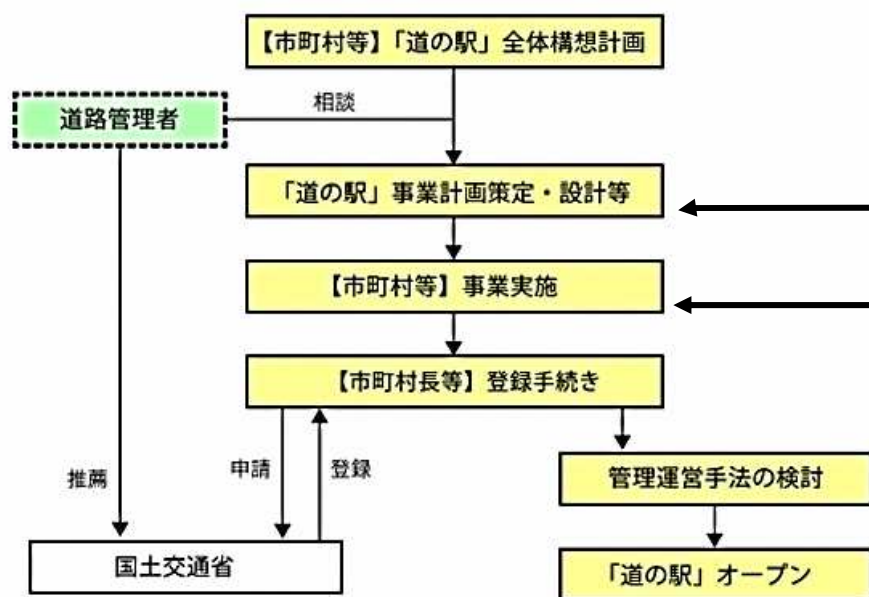 【市町村等】「道の駅」全体構想計画
道路管理者
相談
「道の駅」事業計画策定・設計等
【市町村等】事業実施
【市町村長等】登録手続き
推薦
申請
登録
管理運営手法の検討
国土交通省
「道の駅」オープン